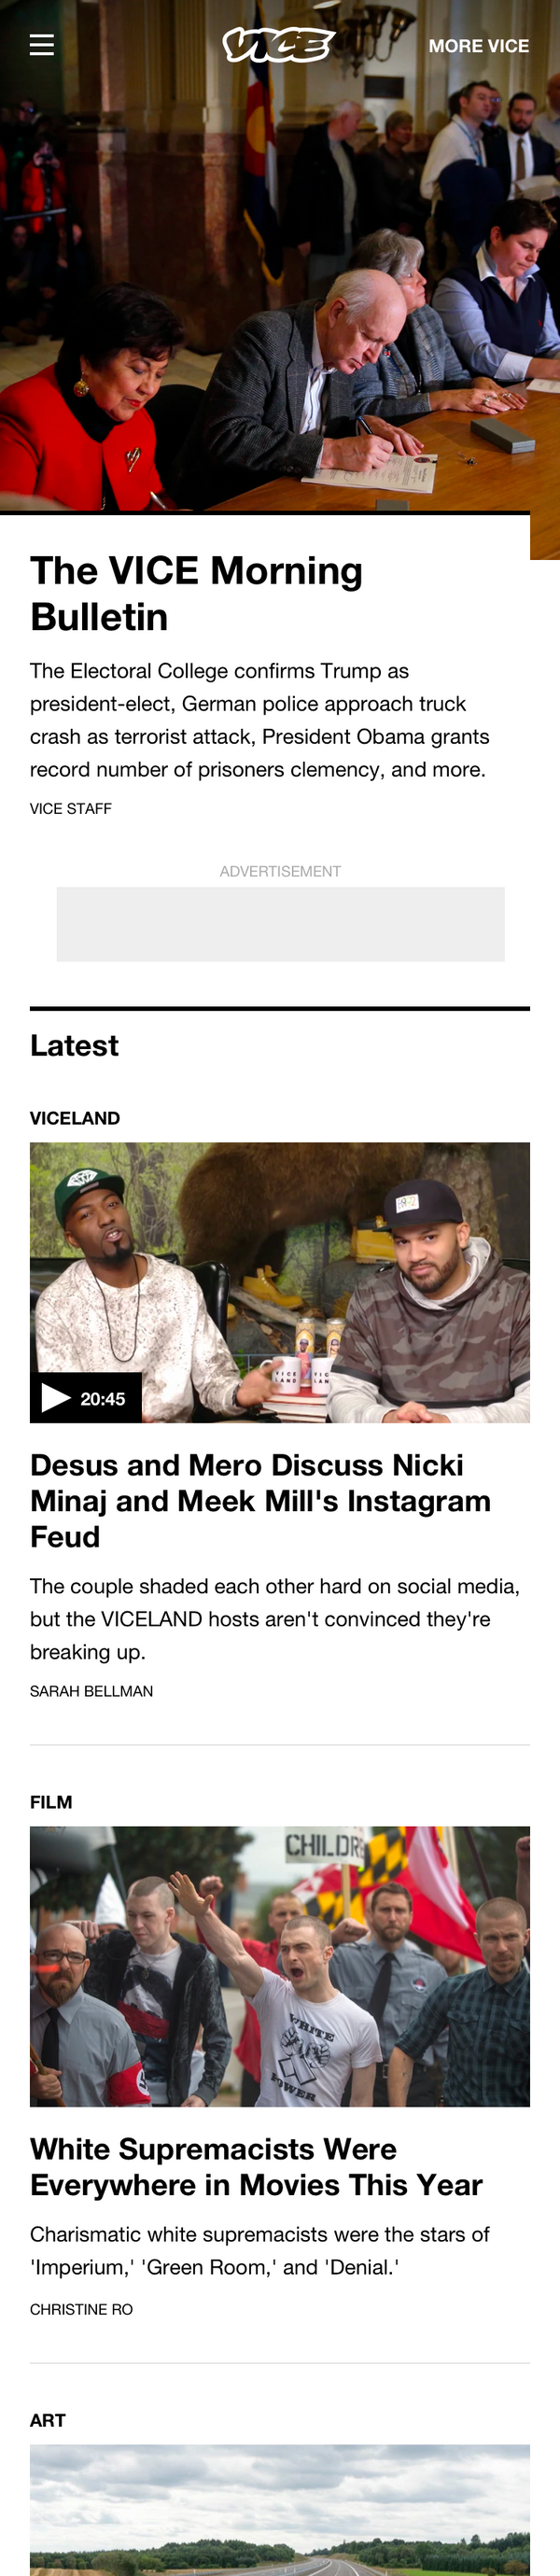 VICE
MORE VICE
The VICE Morning
Bulletin
The Electoral College confirms Trump as
president-elect, German police approach truck
crash as terrorist attack, President Obama grants
record number of prisoners clemency, and more.
VICE STAFF
ADVERTISEMENT
Latest
VICELAND
VICE
LAND
20:45
Desus and Mero Discuss Nicki
Minaj and Meek Mill's Instagram
Feud
The couple shaded each other hard on social media,
but the VICELAND hosts aren't convinced they're
breaking up.
SARAH BELLMAN
FILM
CHILDR
WHITE
POWER
White Supremacists Were
Everywhere in Movies This Year
Charismatic white supremacists were the stars of
'Imperium,' 'Green Room,' and 'Denial.'
CHRISTINE RO
ART